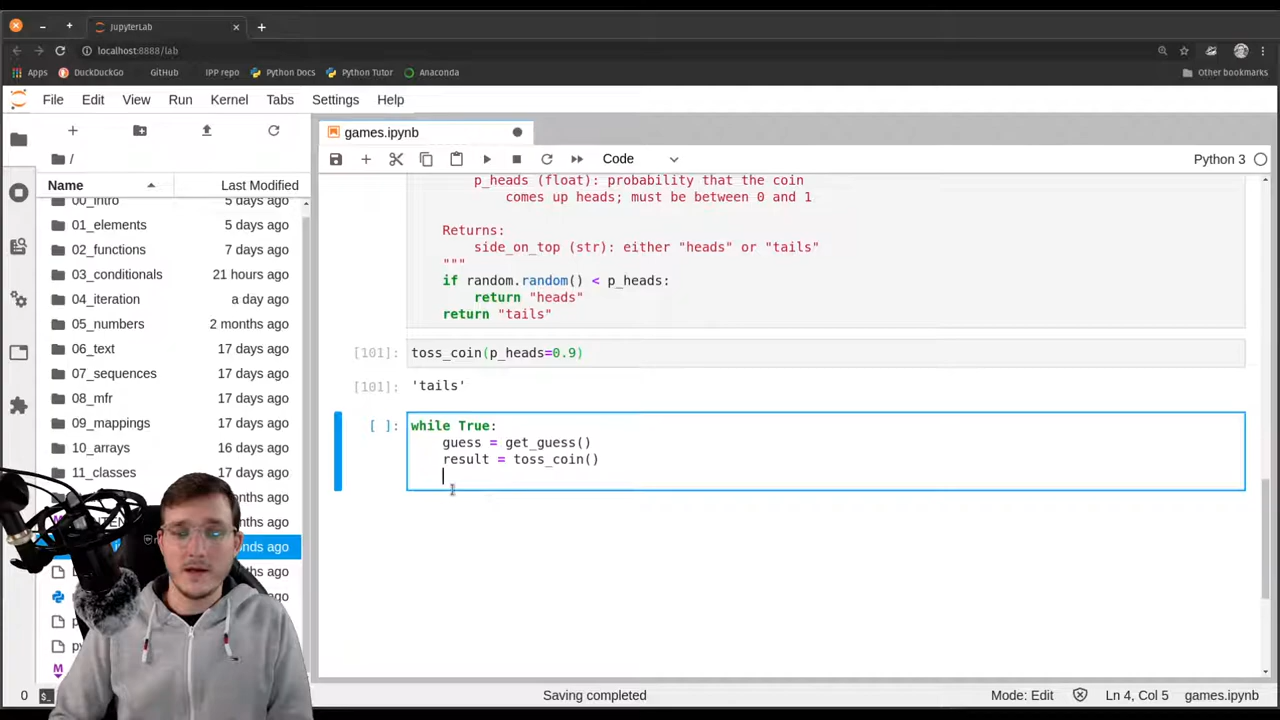 JupyterLab
localhost:8888/lab
Apps DuckDuckGo GitHub IPP repo Python Docs Python Tutor Anaconda Other bookmarks
File Edit View Run Kernel Tabs Settings Help
games.ipynb
/
Code Python 3
Name Last Modified
00_intro 5 days ago
01_elements 5 days ago
02_functions 7 days ago
03_conditionals 21 hours ago
04_iteration a day ago
05_numbers 2 months ago
06_text 17 days ago
07_sequences 17 days ago
08_mfr 17 days ago
09_mappings 17 days ago
10_arrays 16 days ago
11_classes 17 days ago
ago
ago
ago
ago
ago
ago
ago
p_heads (float): probability that the coin
comes up heads; must be between 0 and 1
Returns:
side_on_top (str): either "heads" or "tails"
"""
if random.random() < p_heads:
return "heads"
return "tails"
[101]: toss_coin(p_heads=0.9)
[101]: 'tails'
[ ]: while True:
guess = get_guess()
result = toss_coin()
0 $_ Saving completed Mode: Edit Ln 4, Col 5 games.ipynb